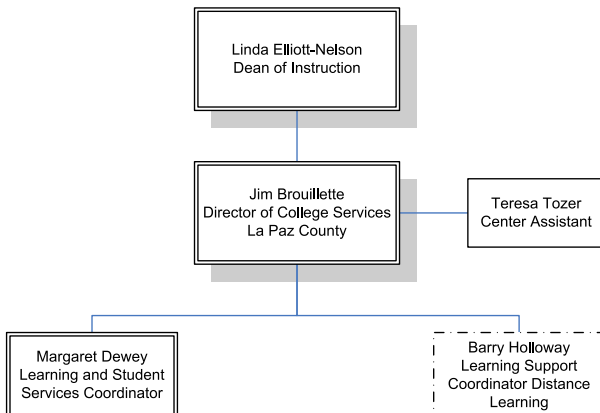 Linda Elliott-Nelson
Dean of Instruction
Jim Brouillette
Director of College Services
La Paz County
Teresa Tozer
Center Assistant
Margaret Dewey
Learning and Student
Services Coordinator
Barry Holloway
Learning Support
Coordinator Distance
Learning